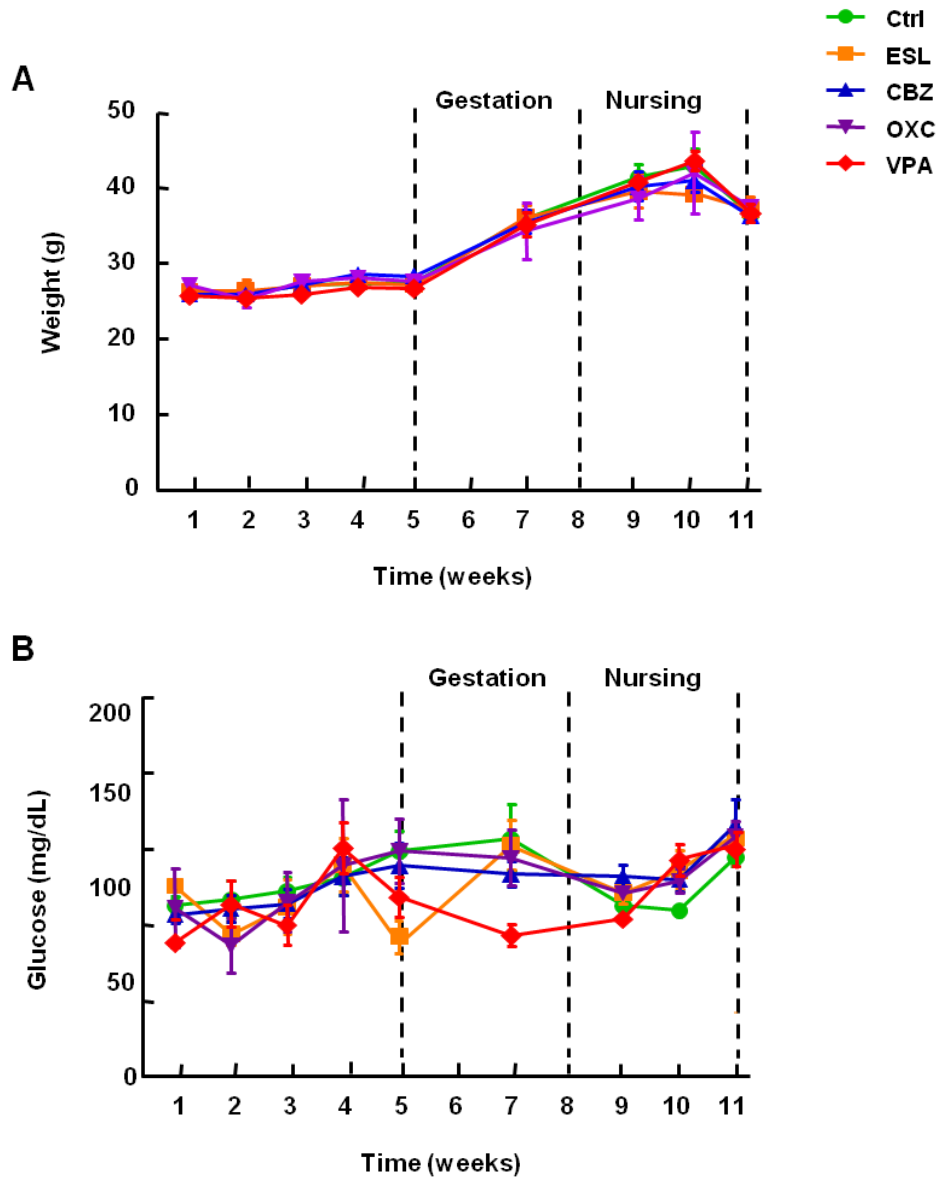 Ctrl
ESL
CBZ
OXC
VPA
A
Gestation Nursing
50
40
30
20
10
0
Weight (g)
1 2 3 4 5 6 7 8 9 10 11
Time (weeks)
B
Gestation Nursing
200
150
100
50
0
Glucose (mg/dL)
1 2 3 4 5 6 7 8 9 10 11
Time (weeks)